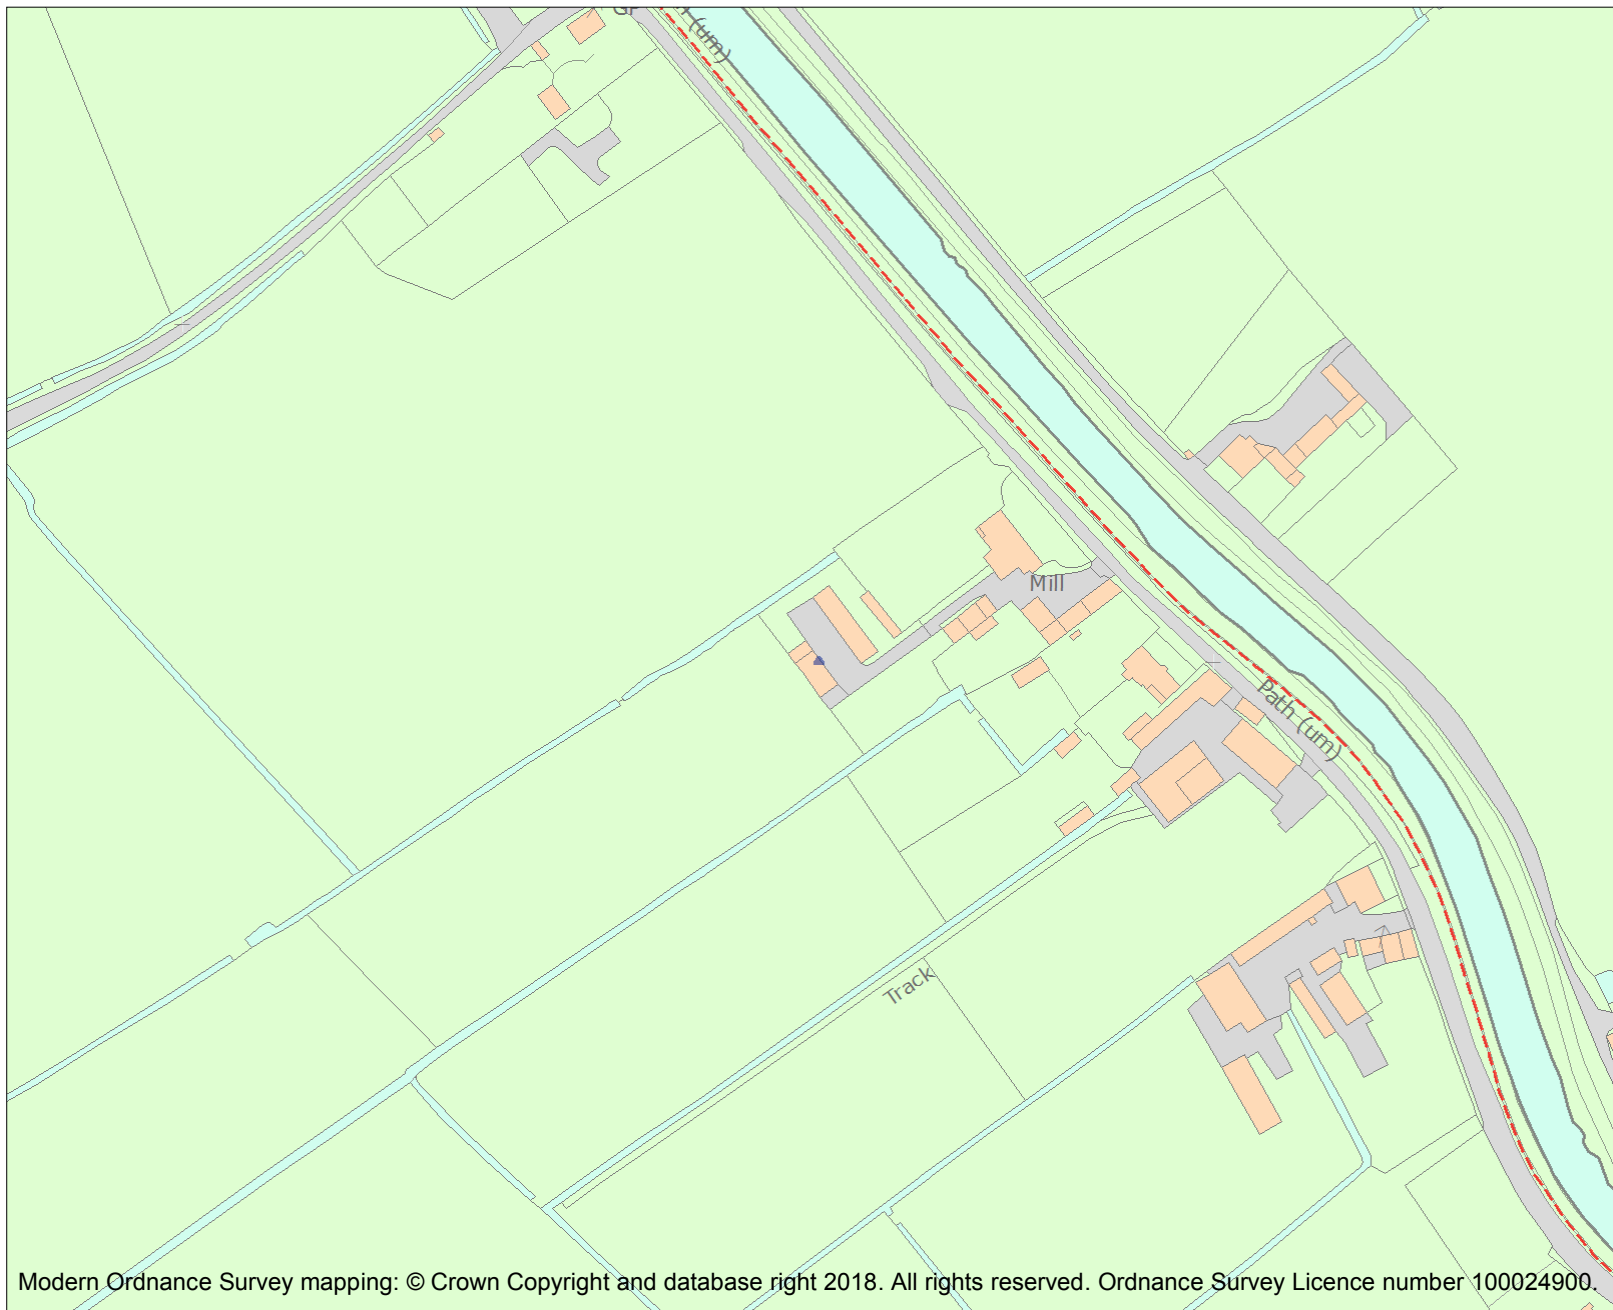 (um)
Mill
Path (um)
Track
Modern Ordnance Survey mapping: © Crown Copyright and database right 2018. All rights reserved. Ordnance Survey Licence number 100024900.